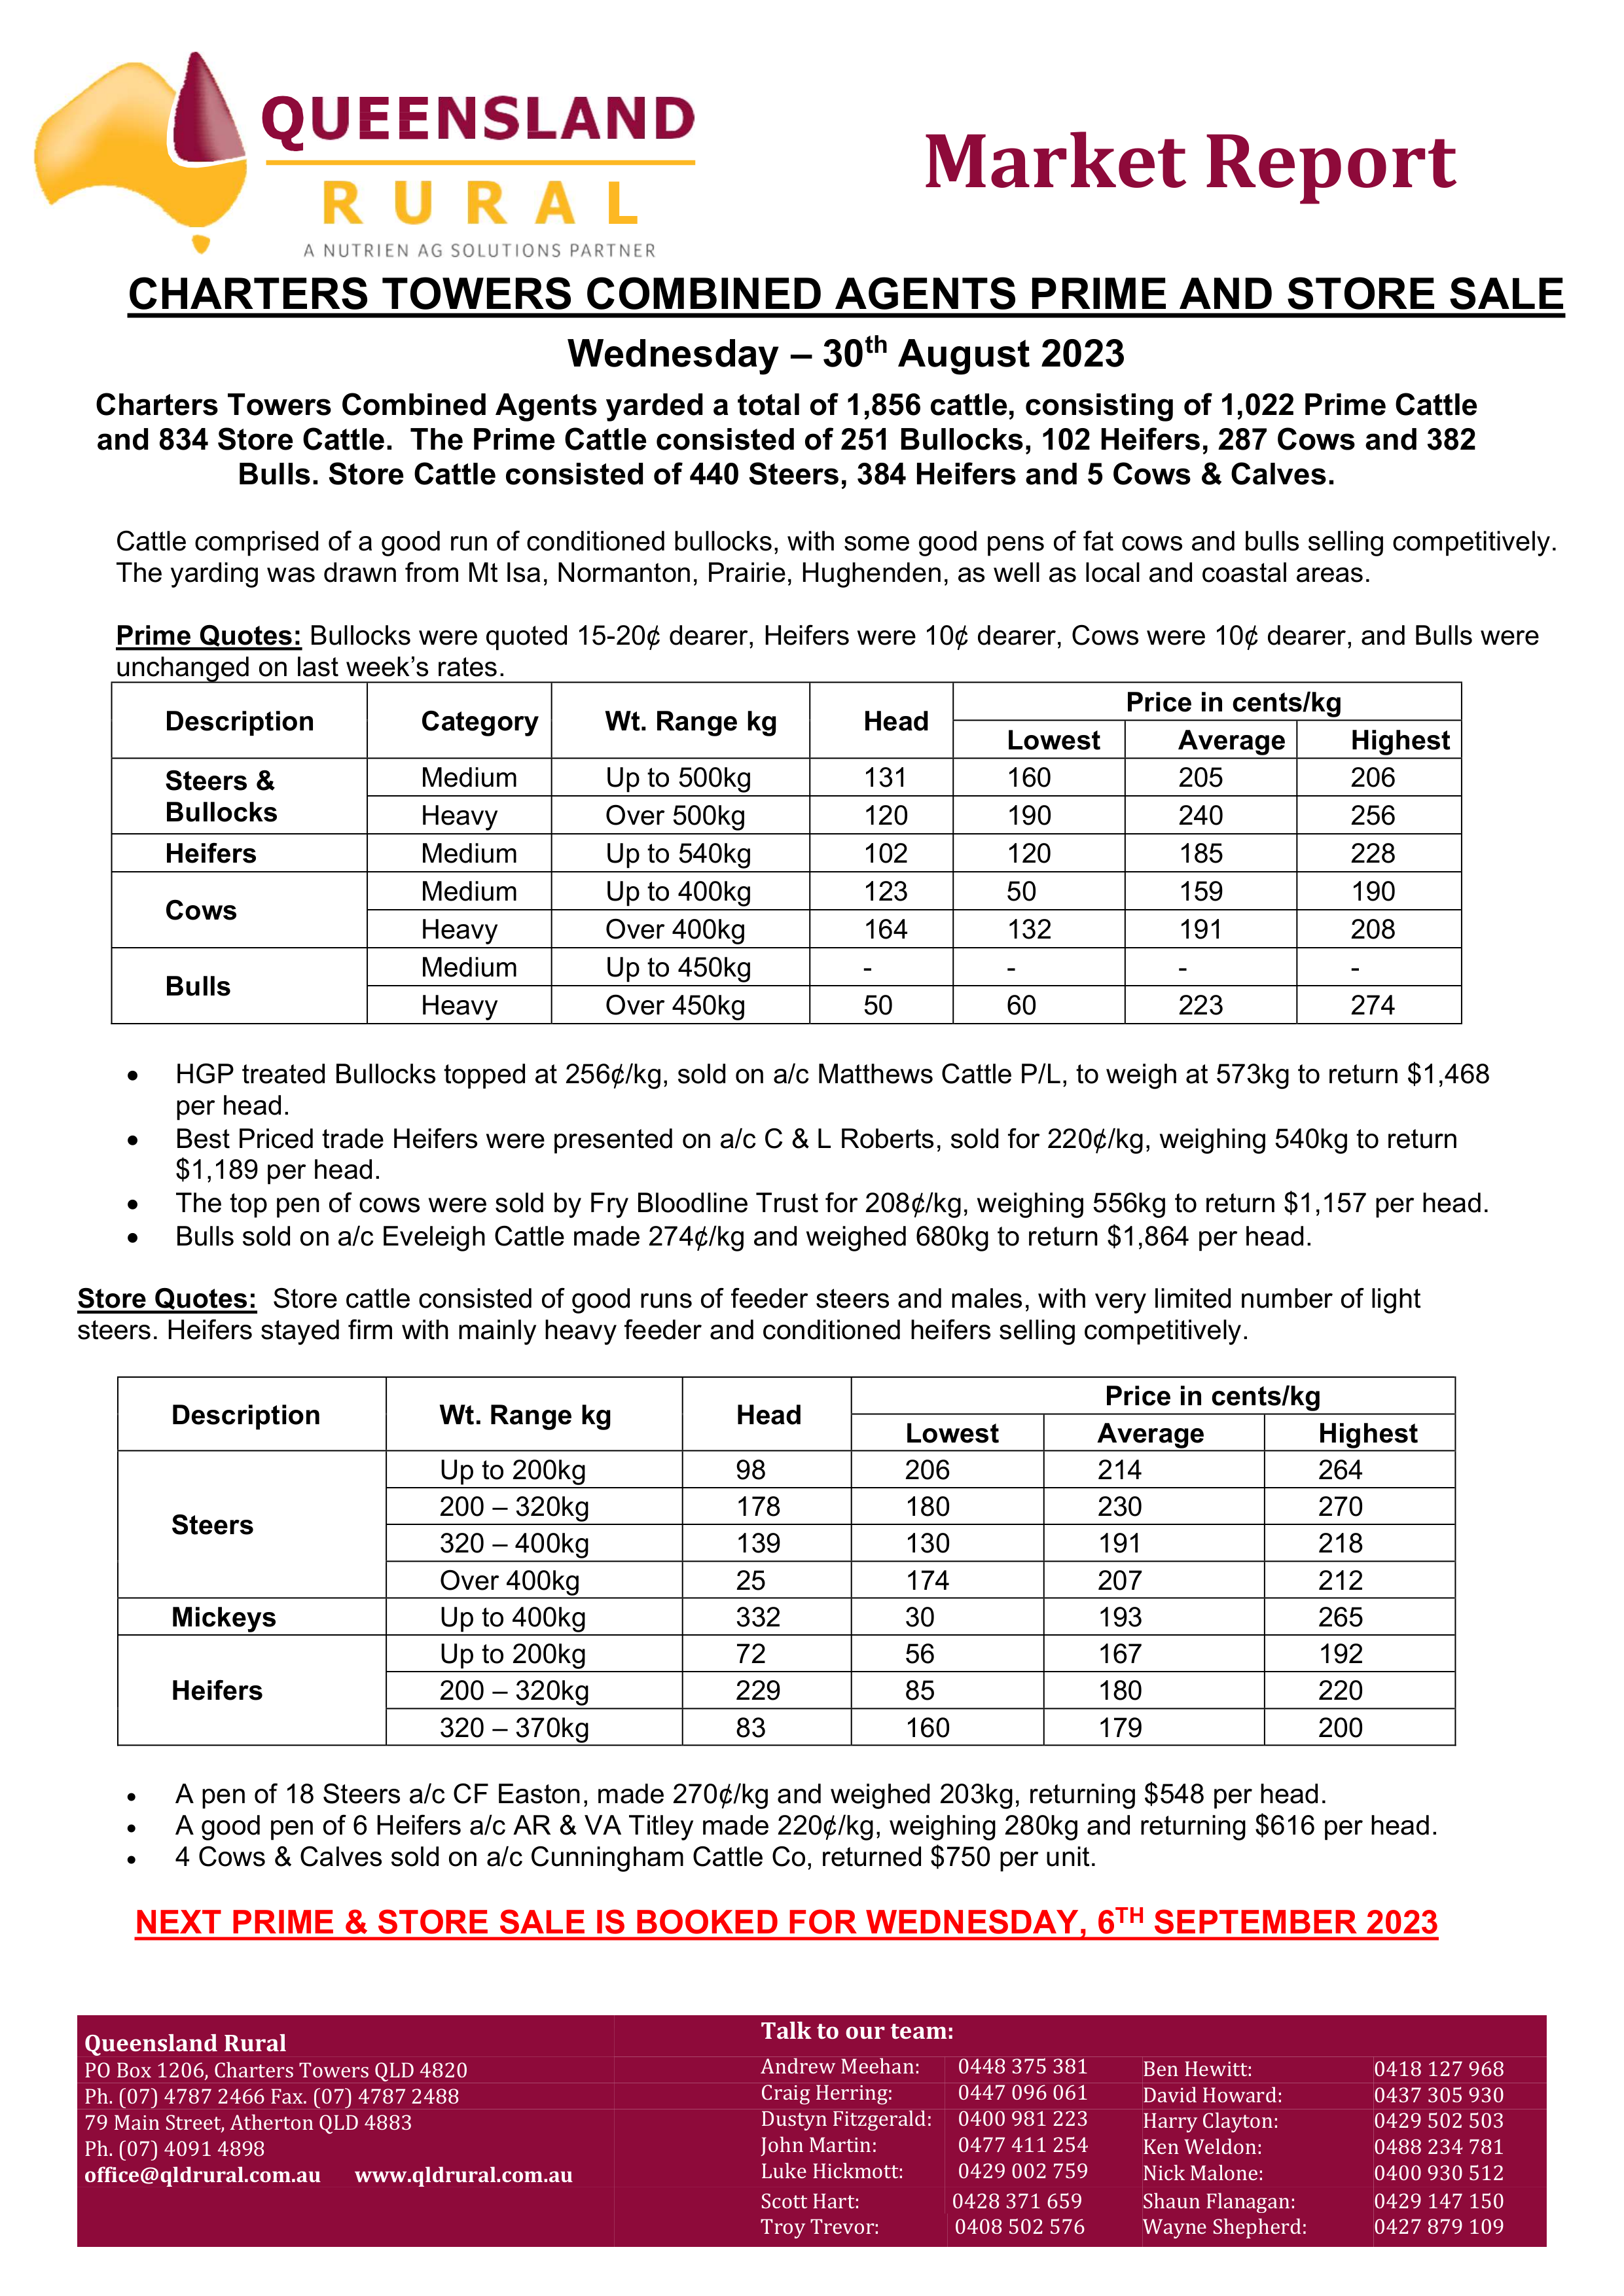 QUEENSLAND
RURAL
A NUTRIEN AG SOLUTIONS PARTNER
Market Report
CHARTERS TOWERS COMBINED AGENTS PRIME AND STORE SALE
Wednesday – 30th August 2023
Charters Towers Combined Agents yarded a total of 1,856 cattle, consisting of 1,022 Prime Cattle
and 834 Store Cattle. The Prime Cattle consisted of 251 Bullocks, 102 Heifers, 287 Cows and 382
Bulls. Store Cattle consisted of 440 Steers, 384 Heifers and 5 Cows & Calves.
Cattle comprised of a good run of conditioned bullocks, with some good pens of fat cows and bulls selling competitively.
The yarding was drawn from Mt Isa, Normanton, Prairie, Hughenden, as well as local and coastal areas.
Prime Quotes: Bullocks were quoted 15-20¢ dearer, Heifers were 10¢ dearer, Cows were 10¢ dearer, and Bulls were
unchanged on last week's rates.
Description Category Wt. Range kg Head Price in cents/kg
Lowest Average Highest
Steers & Bullocks Medium Up to 500kg 131 160 205 206
Heavy Over 500kg 120 190 240 256
Heifers Medium Up to 540kg 102 120 185 228
Cows Medium Up to 400kg 123 50 159 190
Heavy Over 400kg 164 132 191 208
Bulls Medium Up to 450kg - - - -
Heavy Over 450kg 50 60 223 274
• HGP treated Bullocks topped at 256¢/kg, sold on a/c Matthews Cattle P/L, to weigh at 573kg to return $1,468
per head.
• Best Priced trade Heifers were presented on a/c C & L Roberts, sold for 220¢/kg, weighing 540kg to return
$1,189 per head.
• The top pen of cows were sold by Fry Bloodline Trust for 208¢/kg, weighing 556kg to return $1,157 per head.
• Bulls sold on a/c Eveleigh Cattle made 274¢/kg and weighed 680kg to return $1,864 per head.
Store Quotes: Store cattle consisted of good runs of feeder steers and males, with very limited number of light
steers. Heifers stayed firm with mainly heavy feeder and conditioned heifers selling competitively.
Description Wt. Range kg Head Price in cents/kg
Lowest Average Highest
Steers Up to 200kg 98 206 214 264
200 – 320kg 178 180 230 270
320 – 400kg 139 130 191 218
Over 400kg 25 174 207 212
Mickeys Up to 400kg 332 30 193 265
Heifers Up to 200kg 72 56 167 192
200 – 320kg 229 85 180 220
320 – 370kg 83 160 179 200
• A pen of 18 Steers a/c CF Easton, made 270¢/kg and weighed 203kg, returning $548 per head.
• A good pen of 6 Heifers a/c AR & VA Titley made 220¢/kg, weighing 280kg and returning $616 per head.
• 4 Cows & Calves sold on a/c Cunningham Cattle Co, returned $750 per unit.
NEXT PRIME & STORE SALE IS BOOKED FOR WEDNESDAY, 6TH SEPTEMBER 2023
Queensland Rural
PO Box 1206, Charters Towers QLD 4820
Ph. (07) 4787 2466 Fax. (07) 4787 2488
79 Main Street, Atherton QLD 4883
Ph. (07) 4091 4898
office@qldrural.com.au www.qldrural.com.au
Talk to our team:
Andrew Meehan: 0448 375 381 Ben Hewitt: 0418 127 968
Craig Herring: 0447 096 061 David Howard: 0437 305 930
Dustyn Fitzgerald: 0400 981 223 Harry Clayton: 0429 502 503
John Martin: 0477 411 254 Ken Weldon: 0488 234 781
Luke Hickmott: 0429 002 759 Nick Malone: 0400 930 512
Scott Hart: 0428 371 659 Shaun Flanagan: 0429 147 150
Troy Trevor: 0408 502 576 Wayne Shepherd: 0427 879 109